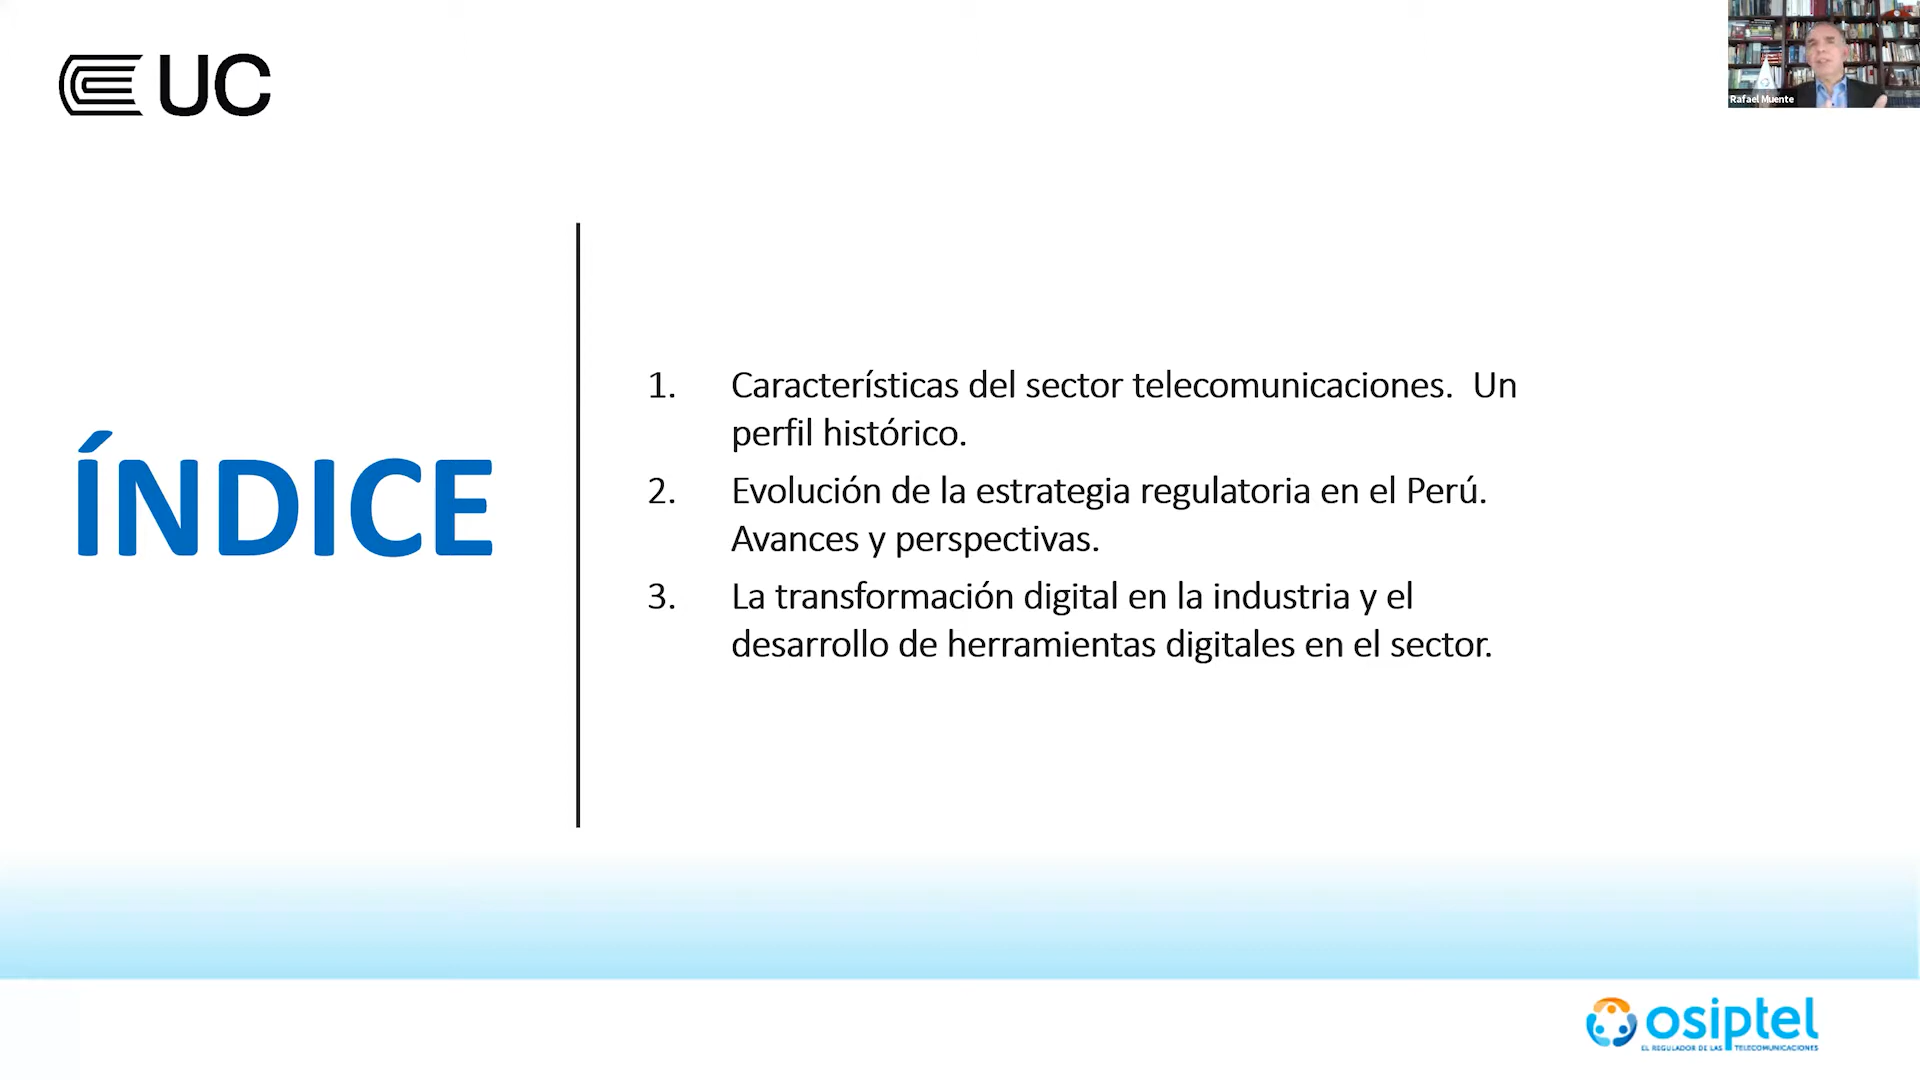 UC
Rafael Muente
ÍNDICE
1. Características del sector telecomunicaciones. Un
perfil histórico.
2. Evolución de la estrategia regulatoria en el Perú.
Avances y perspectivas.
3. La transformación digital en la industria y el
desarrollo de herramientas digitales en el sector.
osiptel
EL REGULADOR DE LAS TELECOMUNICACIONES